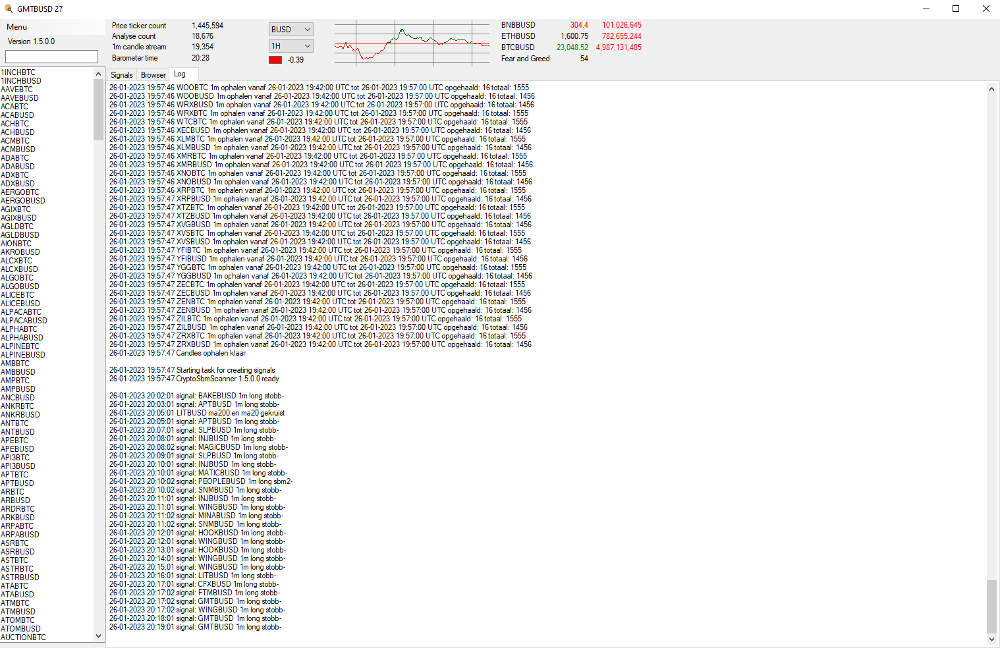 GMTBUSD 27
Menu
Version 1.5.0.0
Price ticker count 1,445,594
Analyse count 18,676
1m candle stream 19,354
Barometer time 20:28
BUSD
1H
-0.39
BNBBUSD 304.4 101,026,645
ETHBUSD 1,600.75 782,655,244
BTCBUSD 23,048.52 4,987,131,485
Fear and Greed 54
1INCHBTC
1INCHBUSD
AAVEBTC
AAVEBUSD
ACABTC
ACABUSD
ACHBTC
ACHBUSD
ACMBTC
ACMBUSD
ADABTC
ADABUSD
ADXBTC
ADXBUSD
AERGOBTC
AERGOBUSD
AGIXBTC
AGIXBUSD
AGLDBTC
AGLDBUSD
AIONBTC
AKROBUSD
ALCXBTC
ALCXBUSD
ALGOBTC
ALGOBUSD
ALICEBTC
ALICEBUSD
ALPACABTC
ALPACABUSD
ALPHABTC
ALPHABUSD
ALPINEBTC
ALPINEBUSD
AMBBTC
AMBBUSD
AMPBTC
AMPBUSD
ANCBUSD
ANKRBTC
ANKRBUSD
ANTBTC
ANTBUSD
APEBTC
APEBUSD
API3BTC
API3BUSD
APTBTC
APTBUSD
ARBTC
ARBUSD
ARDRBTC
ARKBUSD
ARPABTC
ARPABUSD
ASRBTC
ASRBUSD
ASTBTC
ASTRBTC
ASTRBUSD
ATABTC
ATABUSD
ATMBTC
ATMBUSD
ATOMBTC
ATOMBUSD
AUCTIONBTC
Signals Browser Log
26-01-2023 19:57:46 WOOBTC 1m ophalen vanaf 26-01-2023 19:42:00 UTC tot 26-01-2023 19:57:00 UTC opgehaald: 16 totaal: 1555
26-01-2023 19:57:46 WOOBUSD 1m ophalen vanaf 26-01-2023 19:42:00 UTC tot 26-01-2023 19:57:00 UTC opgehaald: 16 totaal: 1456
26-01-2023 19:57:46 WRXBUSD 1m ophalen vanaf 26-01-2023 19:42:00 UTC tot 26-01-2023 19:57:00 UTC opgehaald: 16 totaal: 1456
26-01-2023 19:57:46 WRXBTC 1m ophalen vanaf 26-01-2023 19:42:00 UTC tot 26-01-2023 19:57:00 UTC opgehaald: 16 totaal: 1555
26-01-2023 19:57:46 WTCBTC 1m ophalen vanaf 26-01-2023 19:42:00 UTC tot 26-01-2023 19:57:00 UTC opgehaald: 16 totaal: 1555
26-01-2023 19:57:46 XECBUSD 1m ophalen vanaf 26-01-2023 19:42:00 UTC tot 26-01-2023 19:57:00 UTC opgehaald: 16 totaal: 1456
26-01-2023 19:57:46 XLMBTC 1m ophalen vanaf 26-01-2023 19:42:00 UTC tot 26-01-2023 19:57:00 UTC opgehaald: 16 totaal: 1555
26-01-2023 19:57:46 XLMBUSD 1m ophalen vanaf 26-01-2023 19:42:00 UTC tot 26-01-2023 19:57:00 UTC opgehaald: 16 totaal: 1456
26-01-2023 19:57:46 XMRBTC 1m ophalen vanaf 26-01-2023 19:42:00 UTC tot 26-01-2023 19:57:00 UTC opgehaald: 16 totaal: 1555
26-01-2023 19:57:46 XMRBUSD 1m ophalen vanaf 26-01-2023 19:42:00 UTC tot 26-01-2023 19:57:00 UTC opgehaald: 16 totaal: 1456
26-01-2023 19:57:46 XNOBTC 1m ophalen vanaf 26-01-2023 19:42:00 UTC tot 26-01-2023 19:57:00 UTC opgehaald: 16 totaal: 1555
26-01-2023 19:57:46 XNOBUSD 1m ophalen vanaf 26-01-2023 19:42:00 UTC tot 26-01-2023 19:57:00 UTC opgehaald: 16 totaal: 1456
26-01-2023 19:57:46 XRPBTC 1m ophalen vanaf 26-01-2023 19:42:00 UTC tot 26-01-2023 19:57:00 UTC opgehaald: 16 totaal: 1555
26-01-2023 19:57:47 XRPBUSD 1m ophalen vanaf 26-01-2023 19:42:00 UTC tot 26-01-2023 19:57:00 UTC opgehaald: 16 totaal: 1456
26-01-2023 19:57:47 XTZBTC 1m ophalen vanaf 26-01-2023 19:42:00 UTC tot 26-01-2023 19:57:00 UTC opgehaald: 16 totaal: 1555
26-01-2023 19:57:47 XTZBUSD 1m ophalen vanaf 26-01-2023 19:42:00 UTC tot 26-01-2023 19:57:00 UTC opgehaald: 16 totaal: 1456
26-01-2023 19:57:47 XVGBUSD 1m ophalen vanaf 26-01-2023 19:42:00 UTC tot 26-01-2023 19:57:00 UTC opgehaald: 16 totaal: 1456
26-01-2023 19:57:47 XVSBTC 1m ophalen vanaf 26-01-2023 19:42:00 UTC tot 26-01-2023 19:57:00 UTC opgehaald: 16 totaal: 1555
26-01-2023 19:57:47 XVSBUSD 1m ophalen vanaf 26-01-2023 19:42:00 UTC tot 26-01-2023 19:57:00 UTC opgehaald: 16 totaal: 1456
26-01-2023 19:57:47 YFIBTC 1m ophalen vanaf 26-01-2023 19:42:00 UTC tot 26-01-2023 19:57:00 UTC opgehaald: 16 totaal: 1555
26-01-2023 19:57:47 YFIBUSD 1m ophalen vanaf 26-01-2023 19:42:00 UTC tot 26-01-2023 19:57:00 UTC opgehaald: 16 totaal: 1456
26-01-2023 19:57:47 YGGBTC 1m ophalen vanaf 26-01-2023 19:42:00 UTC tot 26-01-2023 19:57:00 UTC opgehaald: 16 totaal: 1555
26-01-2023 19:57:47 YGGBUSD 1m ophalen vanaf 26-01-2023 19:42:00 UTC tot 26-01-2023 19:57:00 UTC opgehaald: 16 totaal: 1456
26-01-2023 19:57:47 ZECBTC 1m ophalen vanaf 26-01-2023 19:42:00 UTC tot 26-01-2023 19:57:00 UTC opgehaald: 16 totaal: 1555
26-01-2023 19:57:47 ZECBUSD 1m ophalen vanaf 26-01-2023 19:42:00 UTC tot 26-01-2023 19:57:00 UTC opgehaald: 16 totaal: 1456
26-01-2023 19:57:47 ZENBTC 1m ophalen vanaf 26-01-2023 19:42:00 UTC tot 26-01-2023 19:57:00 UTC opgehaald: 16 totaal: 1555
26-01-2023 19:57:47 ZENBUSD 1m ophalen vanaf 26-01-2023 19:42:00 UTC tot 26-01-2023 19:57:00 UTC opgehaald: 16 totaal: 1456
26-01-2023 19:57:47 ZILBTC 1m ophalen vanaf 26-01-2023 19:42:00 UTC tot 26-01-2023 19:57:00 UTC opgehaald: 16 totaal: 1555
26-01-2023 19:57:47 ZILBUSD 1m ophalen vanaf 26-01-2023 19:42:00 UTC tot 26-01-2023 19:57:00 UTC opgehaald: 16 totaal: 1456
26-01-2023 19:57:47 ZRXBTC 1m ophalen vanaf 26-01-2023 19:42:00 UTC tot 26-01-2023 19:57:00 UTC opgehaald: 16 totaal: 1555
26-01-2023 19:57:47 ZRXBUSD 1m ophalen vanaf 26-01-2023 19:42:00 UTC tot 26-01-2023 19:57:00 UTC opgehaald: 16 totaal: 1456
26-01-2023 19:57:47 Candles ophalen klaar
26-01-2023 19:57:47 Starting task for creating signals
26-01-2023 19:57:47 CryptoSbmScanner 1.5.0.0 ready
26-01-2023 20:02:01 signal: BAKEBUSD 1m long stobb-
26-01-2023 20:03:01 signal: APTBUSD 1m long stobb-
26-01-2023 20:05:01 LITBUSD ma200 en ma20 gekruist
26-01-2023 20:05:01 signal: APTBUSD 1m long stobb-
26-01-2023 20:07:01 signal: SLPBUSD 1m long stobb-
26-01-2023 20:08:01 signal: INJBUSD 1m long stobb-
26-01-2023 20:08:02 signal: MAGICBUSD 1m long stobb-
26-01-2023 20:09:01 signal: SLPBUSD 1m long stobb-
26-01-2023 20:10:01 signal: INJBUSD 1m long stobb-
26-01-2023 20:10:01 signal: MATICBUSD 1m long stobb-
26-01-2023 20:10:02 signal: PEOPLEBUSD 1m long sbm2-
26-01-2023 20:10:02 signal: SNMBUSD 1m long stobb-
26-01-2023 20:11:01 signal: INJBUSD 1m long stobb-
26-01-2023 20:11:01 signal: WINGBUSD 1m long stobb-
26-01-2023 20:11:02 signal: MINABUSD 1m long stobb-
26-01-2023 20:11:02 signal: SNMBUSD 1m long stobb-
26-01-2023 20:12:01 signal: HOOKBUSD 1m long stobb-
26-01-2023 20:12:01 signal: WINGBUSD 1m long stobb-
26-01-2023 20:13:01 signal: HOOKBUSD 1m long stobb-
26-01-2023 20:14:01 signal: WINGBUSD 1m long stobb-
26-01-2023 20:15:01 signal: WINGBUSD 1m long stobb-
26-01-2023 20:16:01 signal: LITBUSD 1m long stobb-
26-01-2023 20:17:01 signal: CFXBUSD 1m long stobb-
26-01-2023 20:17:02 signal: FTMBUSD 1m long stobb-
26-01-2023 20:17:02 signal: GMTBUSD 1m long stobb-
26-01-2023 20:17:02 signal: WINGBUSD 1m long stobb-
26-01-2023 20:18:01 signal: GMTBUSD 1m long stobb-
26-01-2023 20:19:01 signal: GMTBUSD 1m long stobb-